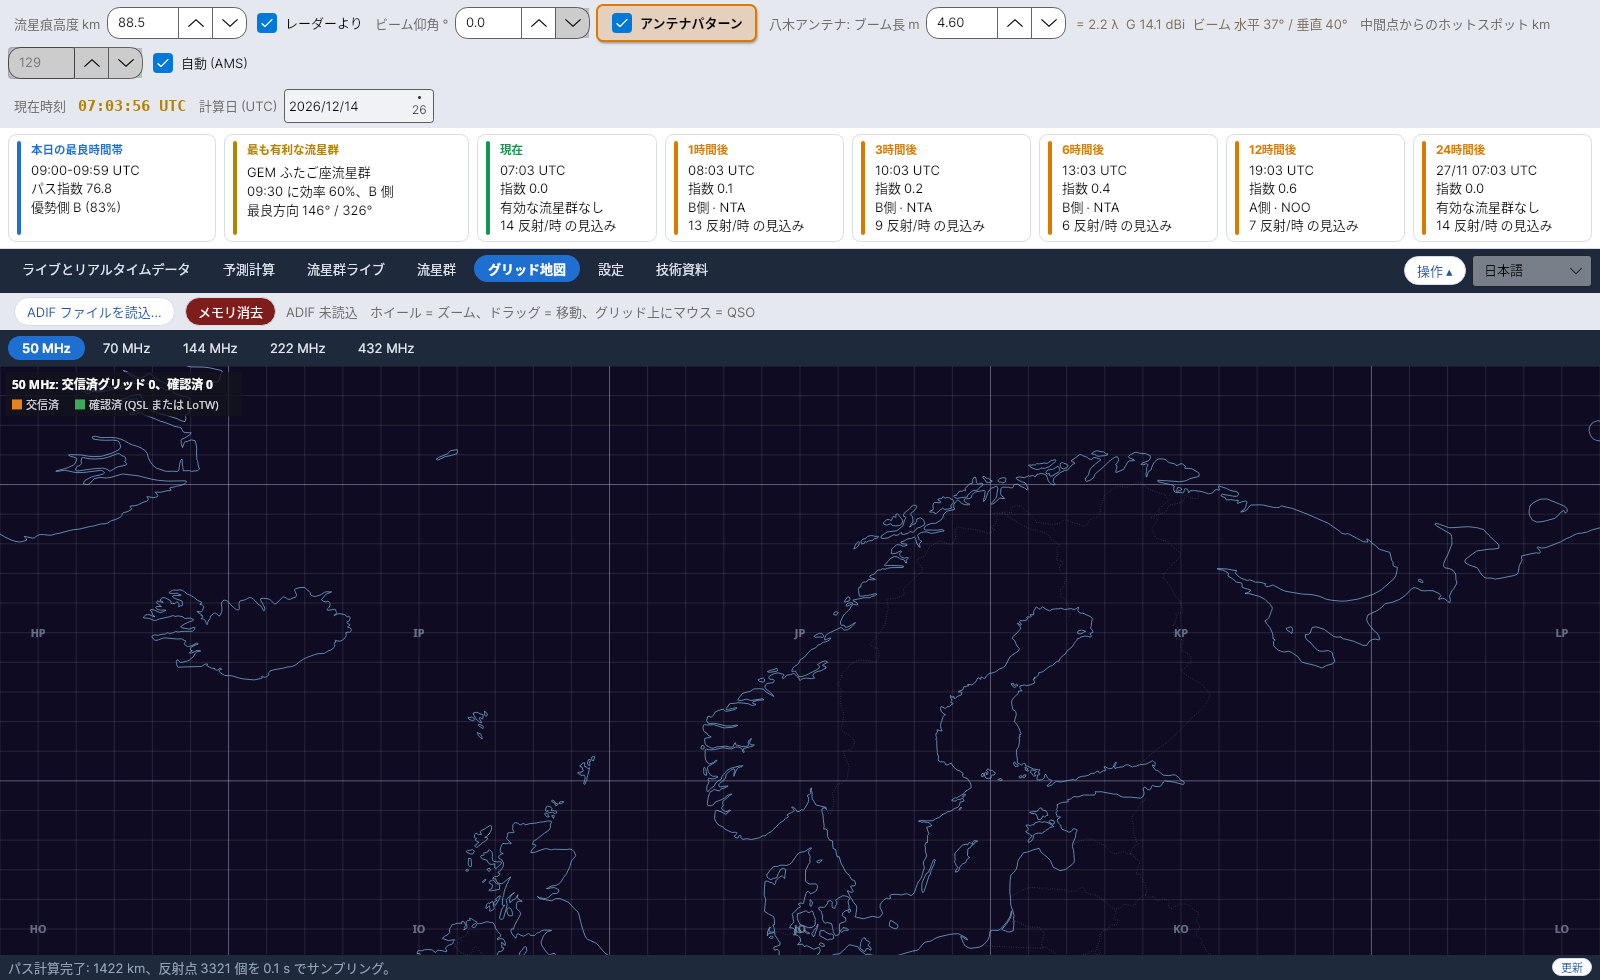 流星痕高度 km 88.5 レーダーより ビーム仰角 ° 0.0 アンテナパターン 八木アンテナ: ブーム長 m 4.60 = 2.2 λ G 14.1 dBi ビーム 水平 37° / 垂直 40° 中間点からのホットスポット km
129 自動 (AMS)
現在時刻 07:03:56 UTC 計算日 (UTC) 2026/12/14 26
本日の最良時間帯
09:00-09:59 UTC
パス指数 76.8
優勢側 B (83%)
最も有利な流星群
GEM ふたご座流星群
09:30 に効率 60%、B 側
最良方向 146° / 326°
現在
07:03 UTC
指数 0.0
有効な流星群なし
14 反射/時 の見込み
1時間後
08:03 UTC
指数 0.1
B側 · NTA
13 反射/時 の見込み
3時間後
10:03 UTC
指数 0.2
B側 · NTA
9 反射/時 の見込み
6時間後
13:03 UTC
指数 0.4
B側 · NTA
6 反射/時 の見込み
12時間後
19:03 UTC
指数 0.6
A側 · NOO
7 反射/時 の見込み
24時間後
27/11 07:03 UTC
指数 0.0
有効な流星群なし
14 反射/時 の見込み
ライブとリアルタイムデータ 予測計算 流星群ライブ 流星群 グリッド地図 設定 技術資料 操作 ▴ 日本語
ADIF ファイルを読込... メモリ消去 ADIF 未読込 ホイール = ズーム、ドラッグ = 移動、グリッド上にマウス = QSO
50 MHz 70 MHz 144 MHz 222 MHz 432 MHz
50 MHz: 交信済グリッド 0、確認済 0
交信済 確認済 (QSL または LoTW)
HP IP JP KP LP
HO IO JO KO LO
パス計算完了: 1422 km、反射点 3321 個を 0.1 s でサンプリング。 更新